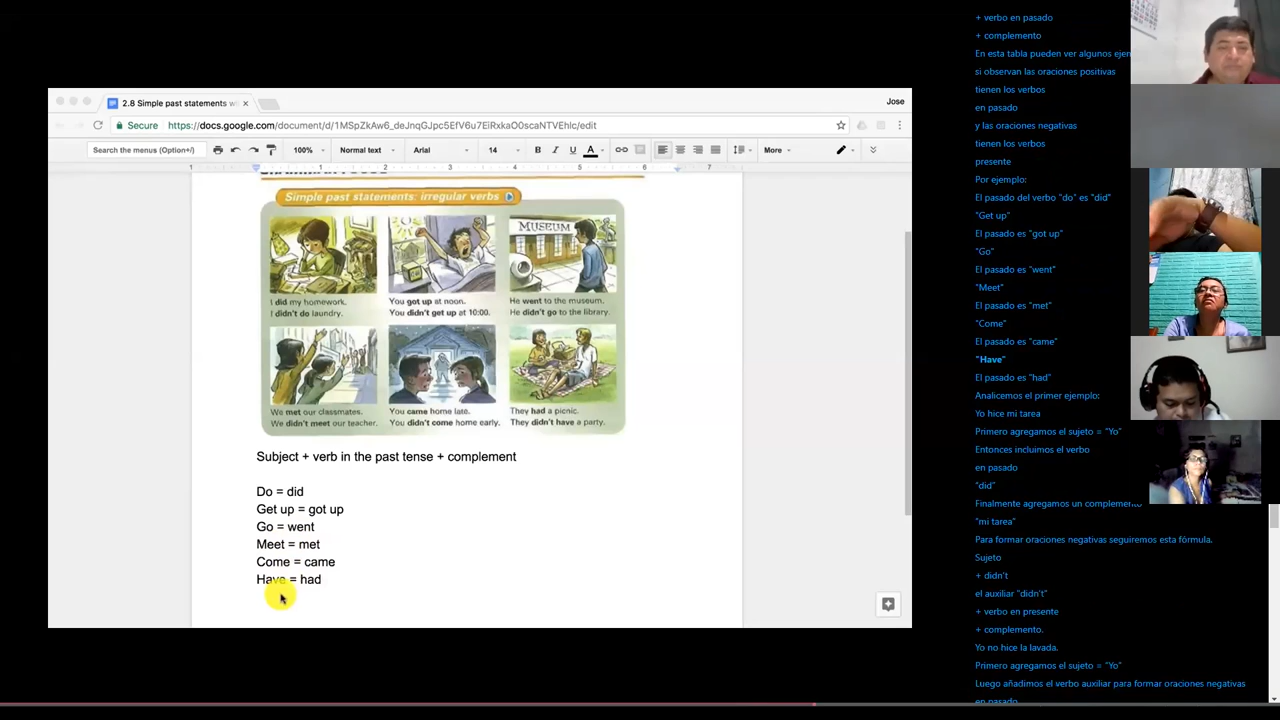 2.8 Simple past statements w
Jose
Secure
https://docs.google.com/document/d/1MSpZkAw6_deJnqGJpc5EfV6u7EiRxkaO0scaNTVEhlc/edit
Search the menus (Option+/)
100%
Normal text
Arial
14
More
1 1 2 3 4 5 6 7
Simple past statements: irregular verbs
MUSEUM
I did my homework.
I didn't do laundry.
You got up at noon.
You didn't get up at 10:00.
He went to the museum.
He didn't go to the library.
We met our classmates.
We didn't meet our teacher.
You came home late.
You didn't come home early.
They had a picnic.
They didn't have a party.
Subject + verb in the past tense + complement
Do = did
Get up = got up
Go = went
Meet = met
Come = came
Have = had
+ verbo en pasado
+ complemento
En esta tabla pueden ver algunos ejem
si observan las oraciones positivas
tienen los verbos
en pasado
y las oraciones negativas
tienen los verbos
presente
Por ejemplo:
El pasado del verbo "do" es "did"
"Get up"
El pasado es "got up"
"Go"
El pasado es "went"
"Meet"
El pasado es "met"
"Come"
El pasado es "came"
"Have"
El pasado es "had"
Analicemos el primer ejemplo:
Yo hice mi tarea
Primero agregamos el sujeto = "Yo"
Entonces incluimos el verbo
en pasado
"did"
Finalmente agregamos un complemento
"mi tarea"
Para formar oraciones negativas seguiremos esta fórmula.
Sujeto
+ didn't
el auxiliar "didn't"
+ verbo en presente
+ complemento.
Yo no hice la lavada.
Primero agregamos el sujeto = "Yo"
Luego añadimos el verbo auxiliar para formar oraciones negativas
en pasado